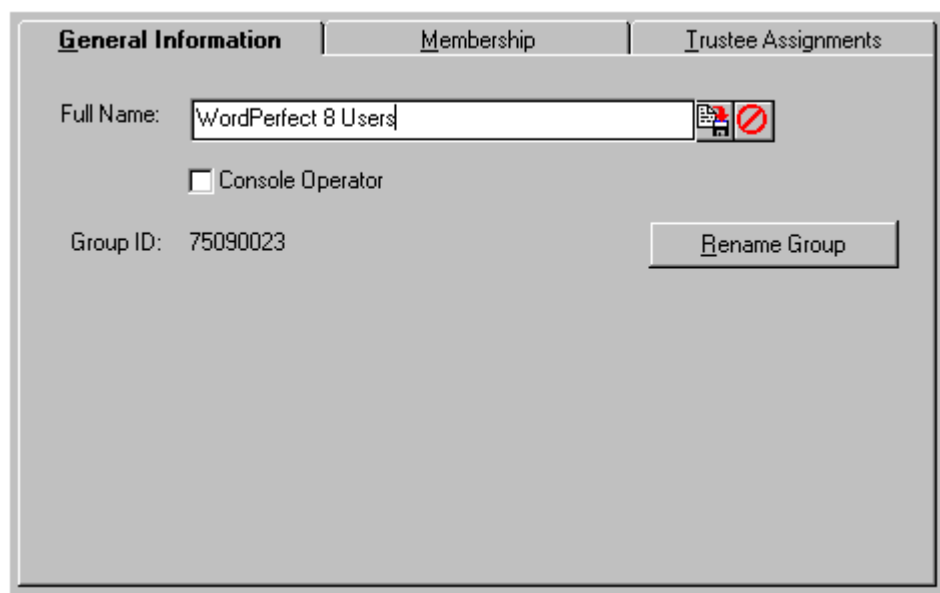 General Information Membership Trustee Assignments
Full Name: WordPerfect 8 Users
Console Operator
Group ID: 75090023 Rename Group